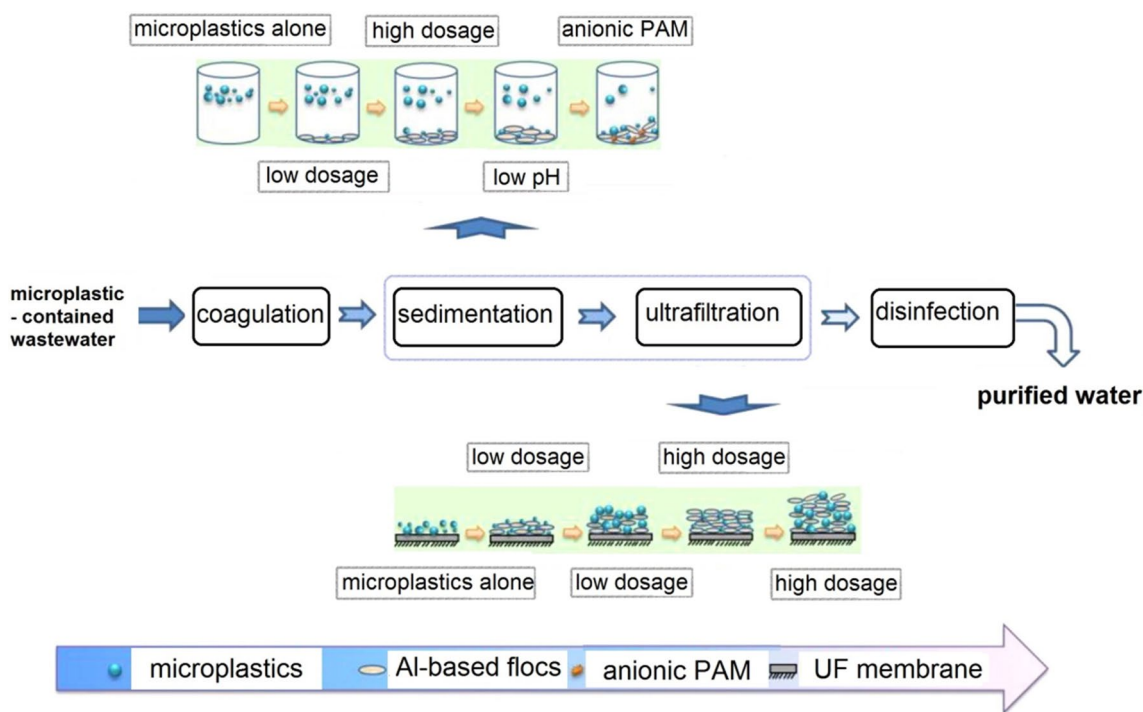 microplastics alone
high dosage
anionic PAM
low dosage
low pH
microplastic
- contained
wastewater
coagulation
sedimentation
ultrafiltration
disinfection
purified water
low dosage
high dosage
microplastics alone
low dosage
high dosage
microplastics
Al-based flocs
anionic PAM
UF membrane